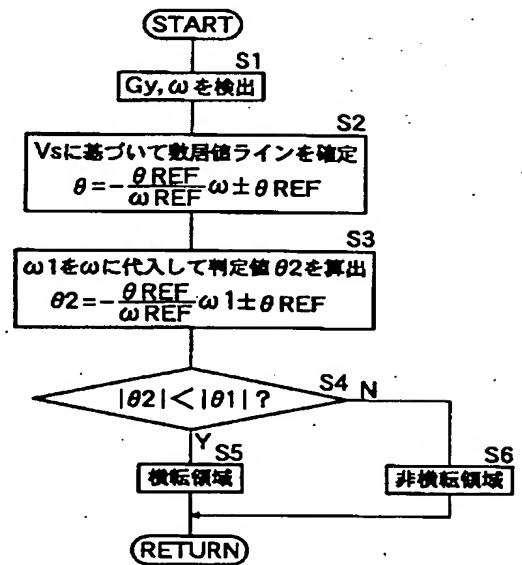 START
S1
Gy, ωを検出
S2
Vsに基づいて敷居値ラインを確定
θ=-θREF/ωREF ω±θREF
S3
ω1をωに代入して判定値θ2を算出
θ2=-θREF/ωREF ω1±θREF
S4
|θ2|<|θ1|?
N
Y
S5
横転領域
S6
非横転領域
RETURN